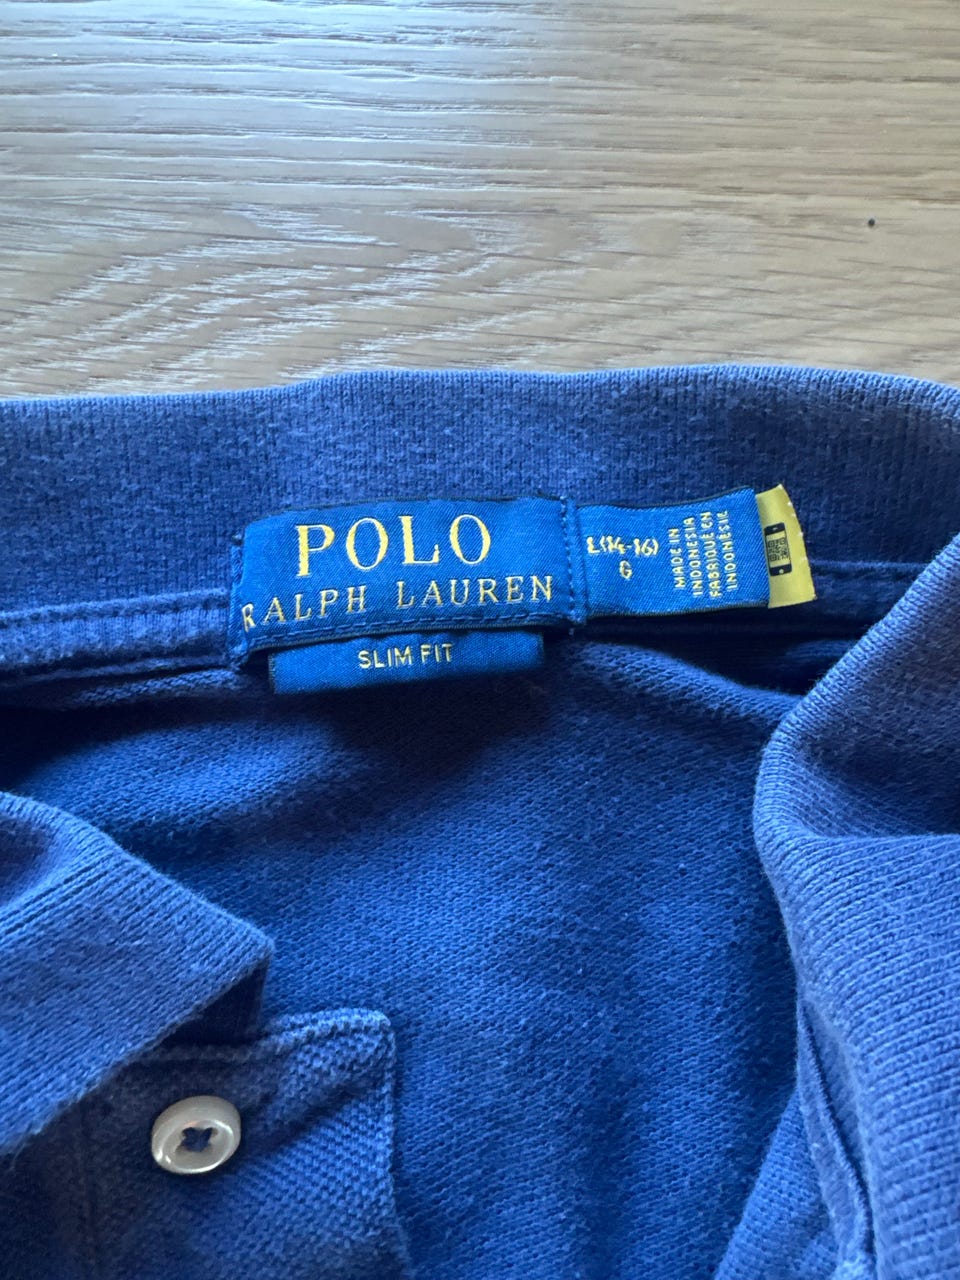 POLO
RALPH LAUREN
SLIM FIT
L(14-16)
G
MADE IN
INDONESIA
FABRIQUÉ EN
INDONÉSIE